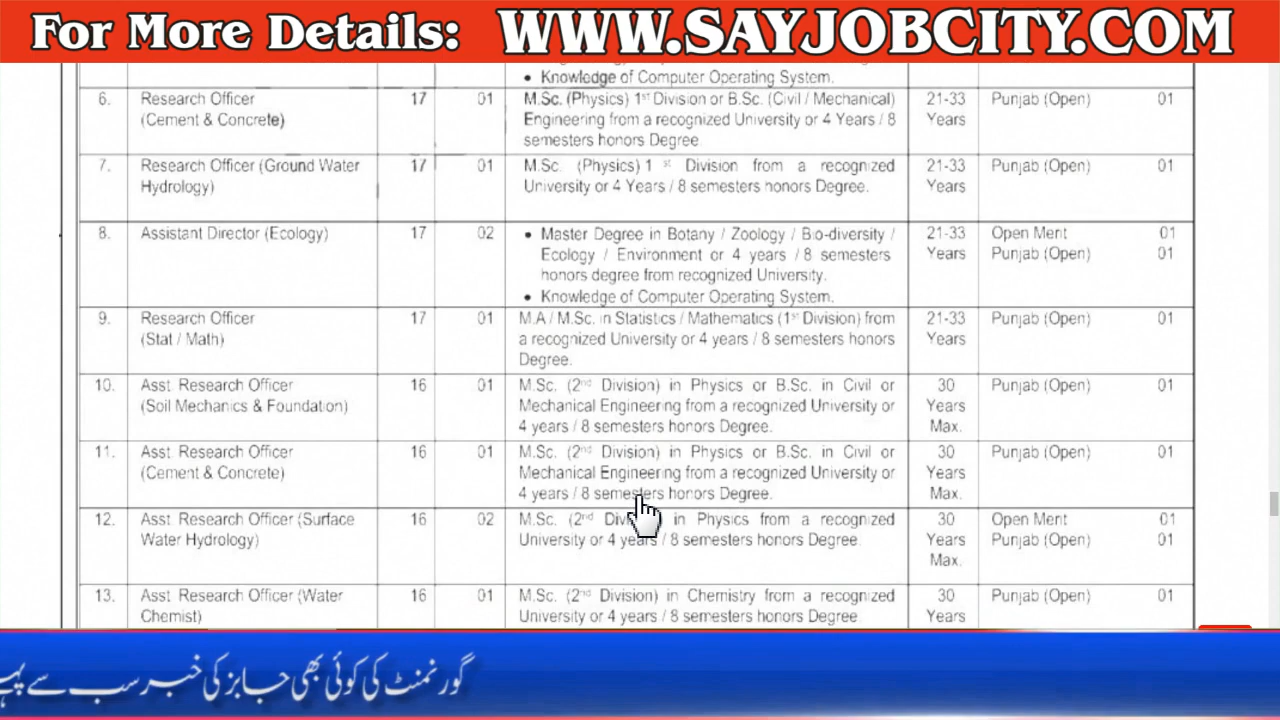 For More Details: WWW.SAYJOBCITY.COM
• Knowledge of Computer Operating System.
6. Research Officer 17 01 M.Sc. (Physics) 1st Division or B.Sc. (Civil / Mechanical) 21-33 Punjab (Open) 01
(Cement & Concrete) Engineering from a recognized University or 4 Years / 8 Years
semesters honors Degree.
7. Research Officer (Ground Water 17 01 M.Sc. (Physics) 1 st Division from a recognized 21-33 Punjab (Open) 01
Hydrology) University or 4 Years / 8 semesters honors Degree. Years
8. Assistant Director (Ecology) 17 02 • Master Degree in Botany / Zoology / Bio-diversity / 21-33 Open Merit 01
Ecology / Environment or 4 years / 8 semesters Years Punjab (Open) 01
honors degree from recognized University.
• Knowledge of Computer Operating System.
9. Research Officer 17 01 M.A / M.Sc. in Statistics / Mathematics (1st Division) from 21-33 Punjab (Open) 01
(Stat / Math) a recognized University or 4 years / 8 semesters honors Years
Degree.
10. Asst. Research Officer 16 01 M.Sc. (2nd Division) in Physics or B.Sc. in Civil or 30 Punjab (Open) 01
(Soil Mechanics & Foundation) Mechanical Engineering from a recognized University or Years
4 years / 8 semesters honors Degree. Max.
11. Asst. Research Officer 16 01 M.Sc. (2nd Division) in Physics or B.Sc. in Civil or 30 Punjab (Open) 01
(Cement & Concrete) Mechanical Engineering from a recognized University or Years
4 years / 8 semesters honors Degree. Max.
12. Asst. Research Officer (Surface 16 02 M.Sc. (2nd Division) in Physics from a recognized 30 Open Merit 01
Water Hydrology) University or 4 years / 8 semesters honors Degree. Years Punjab (Open) 01
Max.
13. Asst. Research Officer (Water 16 01 M.Sc. (2nd Division) in Chemistry from a recognized 30 Punjab (Open) 01
Chemist) University or 4 years / 8 semesters honors Degree Years
گورنمنٹ کی کوئی بھی جابز کی خبر سب سے